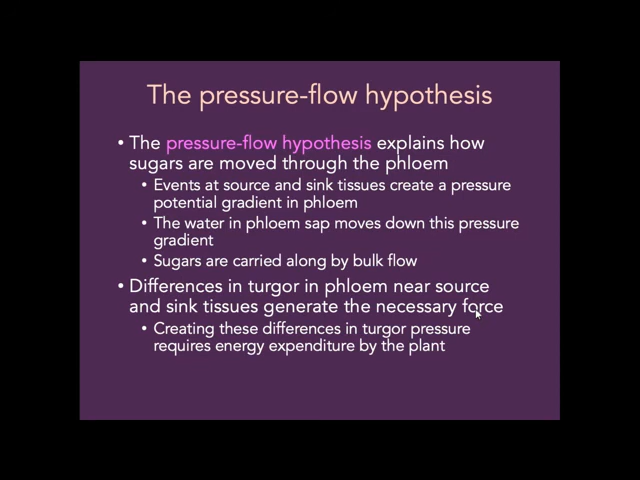 The pressure-flow hypothesis
• The pressure-flow hypothesis explains how
sugars are moved through the phloem
• Events at source and sink tissues create a pressure
potential gradient in phloem
• The water in phloem sap moves down this pressure
gradient
• Sugars are carried along by bulk flow
• Differences in turgor in phloem near source
and sink tissues generate the necessary force
• Creating these differences in turgor pressure
requires energy expenditure by the plant